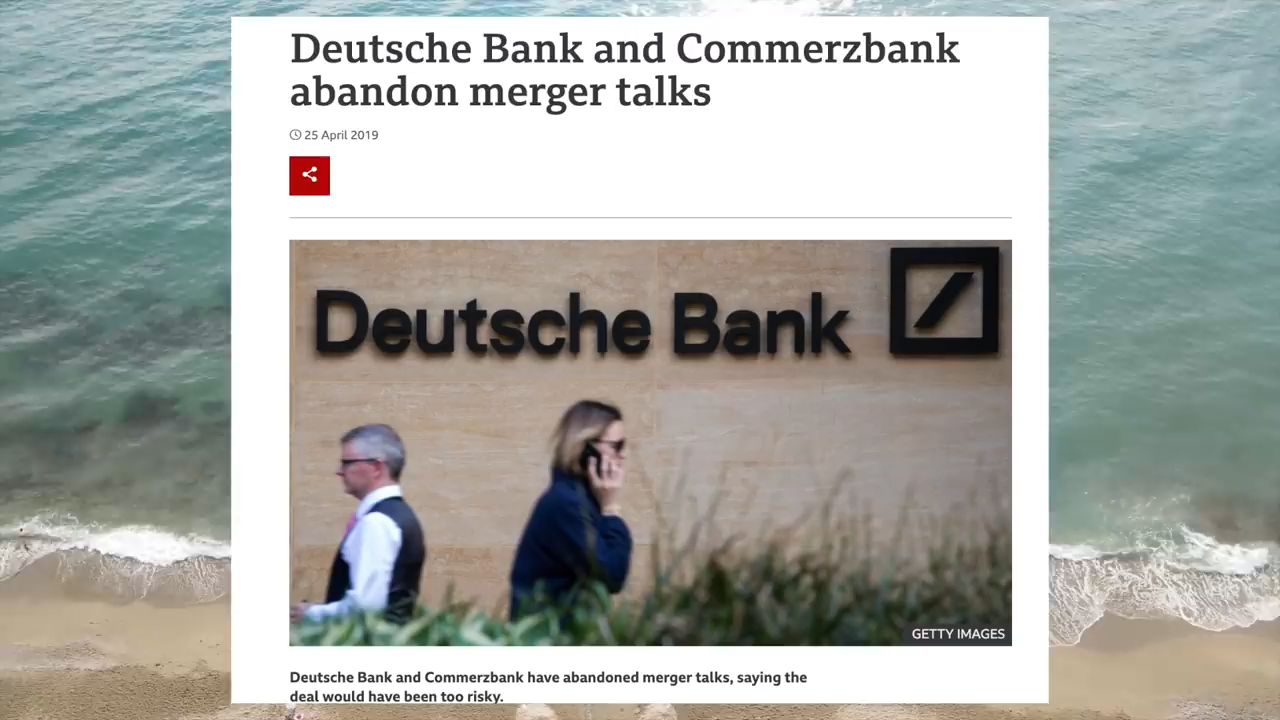 Deutsche Bank and Commerzbank
abandon merger talks
25 April 2019
Deutsche Bank
GETTY IMAGES
Deutsche Bank and Commerzbank have abandoned merger talks, saying the
deal would have been too risky.